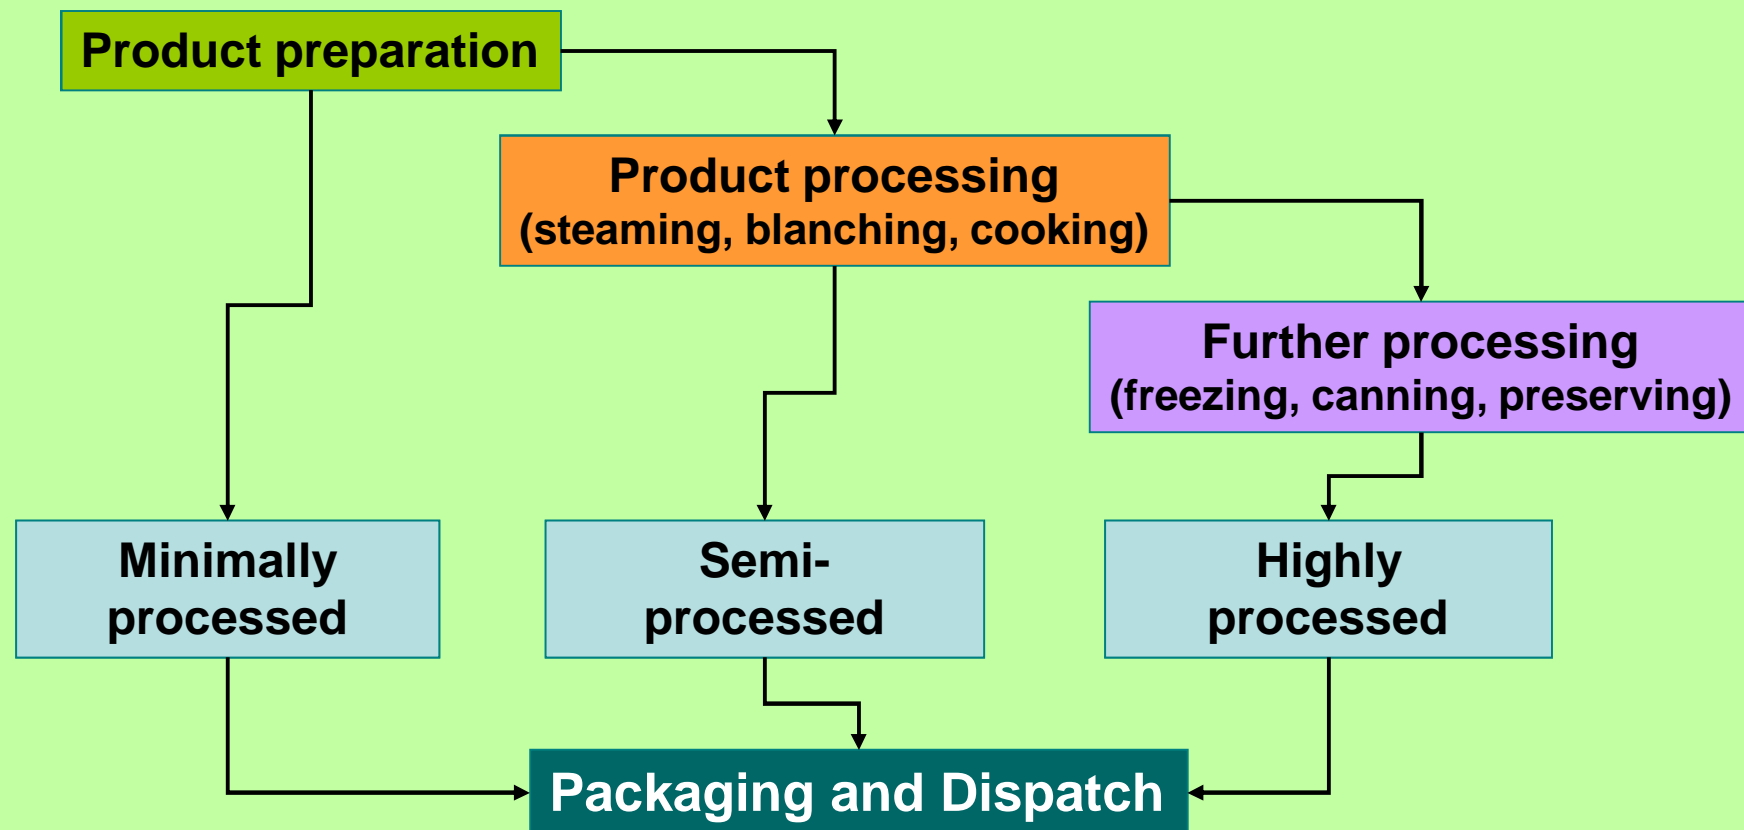 Product preparation
Product processing
(steaming, blanching, cooking)
Further processing
(freezing, canning, preserving)
Minimally
processed
Semi-
processed
Highly
processed
Packaging and Dispatch